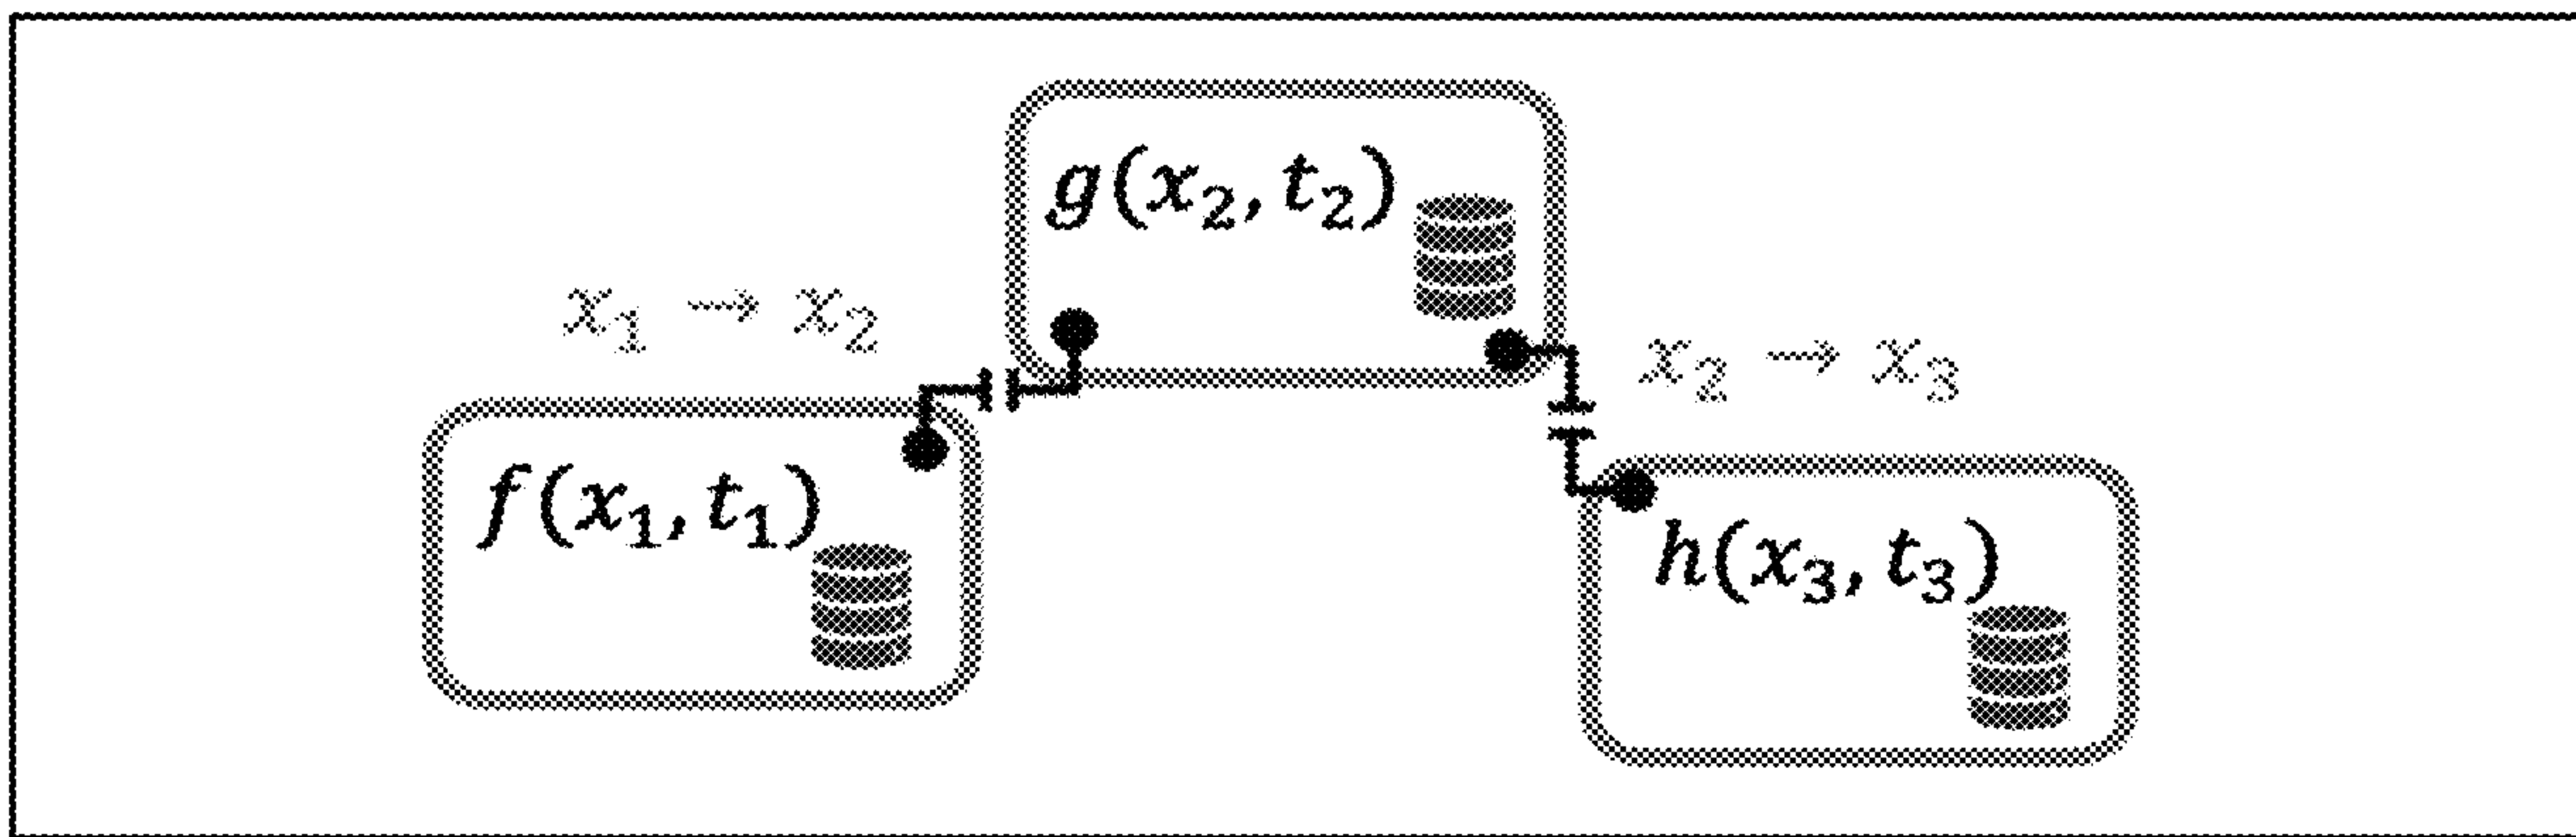 g(x₂, t₂)
x₁ → x₂
x₂ → x₃
f(x₁, t₁)
h(x₃, t₃)